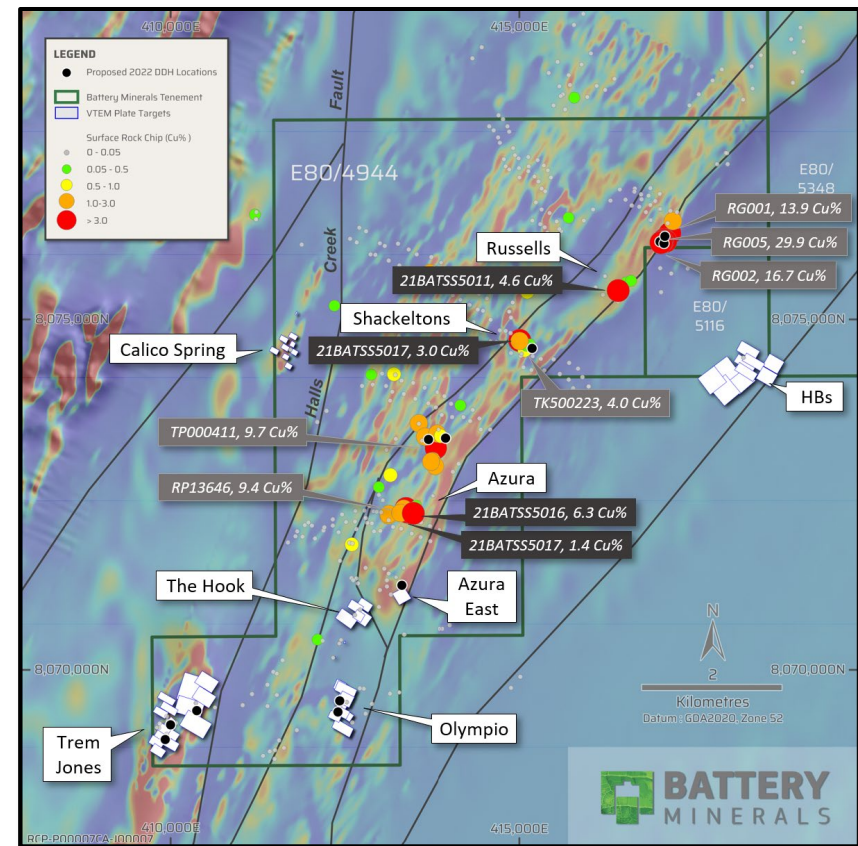 410,000E
415,000E
LEGEND
Proposed 2022 DDH Locations
Battery Minerals Tenement
VTEM Plate Targets
Surface Rock Chip (Cu%)
0 - 0.05
0.05 - 0.5
0.5 - 1.0
1.0-3.0
> 3.0
Fault
E80/4944
E80/
5348
RG001, 13.9 Cu%
Russells
RG005, 29.9 Cu%
Creek
21BATSS5011, 4.6 Cu%
RG002, 16.7 Cu%
8,075,000N
Shackeltons
E80/
5116
8,075,000N
Calico Spring
21BATSS5017, 3.0 Cu%
Halls
TK500223, 4.0 Cu%
HBs
TP000411, 9.7 Cu%
RP13646, 9.4 Cu%
Azura
21BATSS5016, 6.3 Cu%
21BATSS5017, 1.4 Cu%
The Hook
Azura
East
N
8,070,000N
2
8,070,000N
Kilometres
Datum : GDA2020, Zone 52
Trem
Jones
Olympio
BATTERY
MINERALS
410,000E
415,000E
RCP-P00007CA-J00007